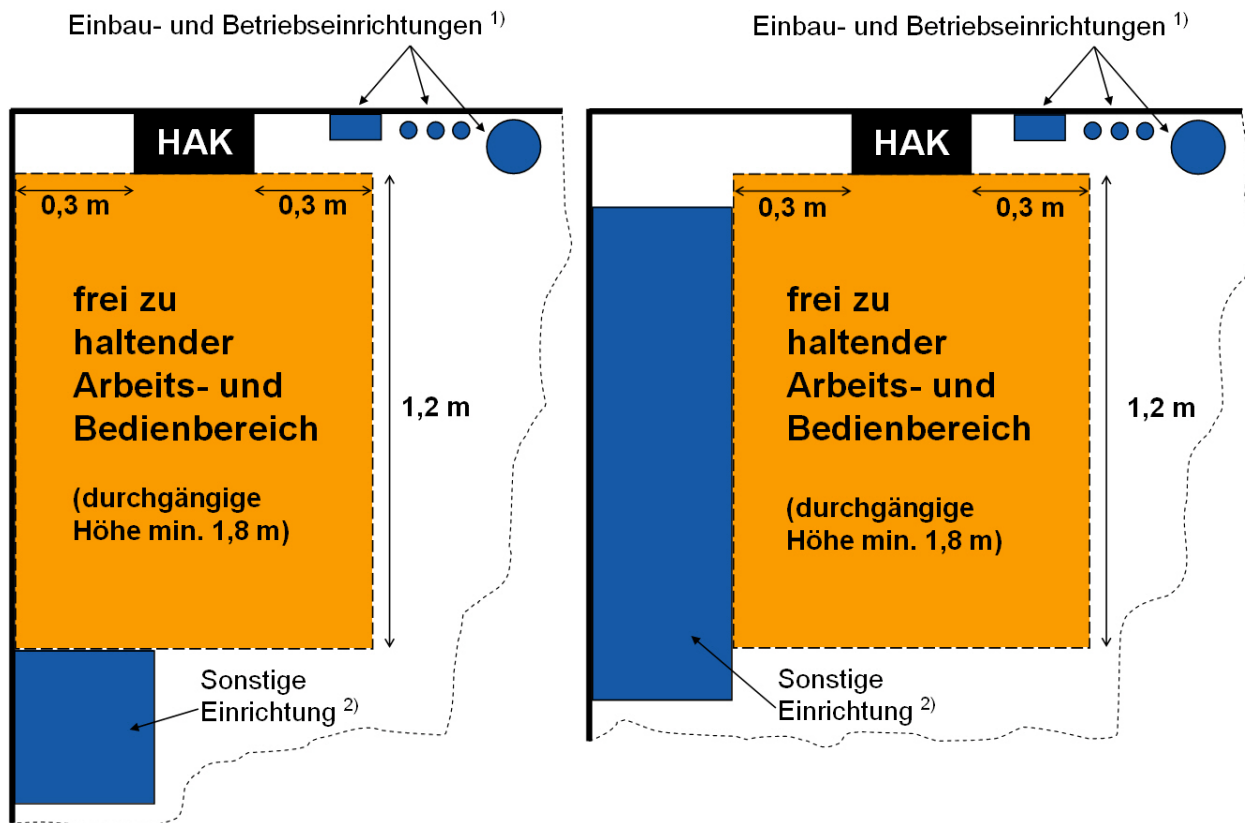 Einbau- und Betriebseinrichtungen 1)
HAK
0,3 m
0,3 m
frei zu
haltender
Arbeits- und
Bedienbereich
(durchgängige
Höhe min. 1,8 m)
1,2 m
Sonstige
Einrichtung 2)
Einbau- und Betriebseinrichtungen 1)
HAK
0,3 m
0,3 m
frei zu
haltender
Arbeits- und
Bedienbereich
(durchgängige
Höhe min. 1,8 m)
1,2 m
Sonstige
Einrichtung 2)